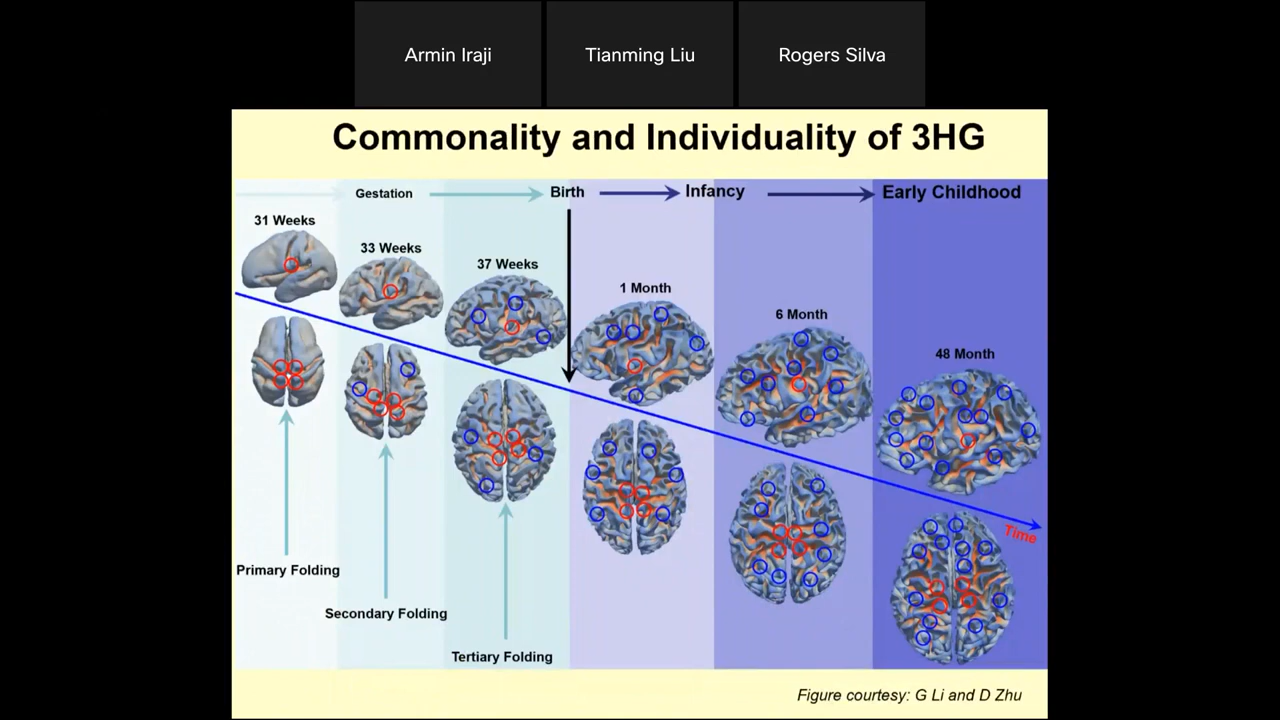 Armin Iraji
Tianming Liu
Rogers Silva
Commonality and Individuality of 3HG
Gestation
Birth
Infancy
Early Childhood
31 Weeks
33 Weeks
37 Weeks
1 Month
6 Month
48 Month
Time
Primary Folding
Secondary Folding
Tertiary Folding
Figure courtesy: G Li and D Zhu